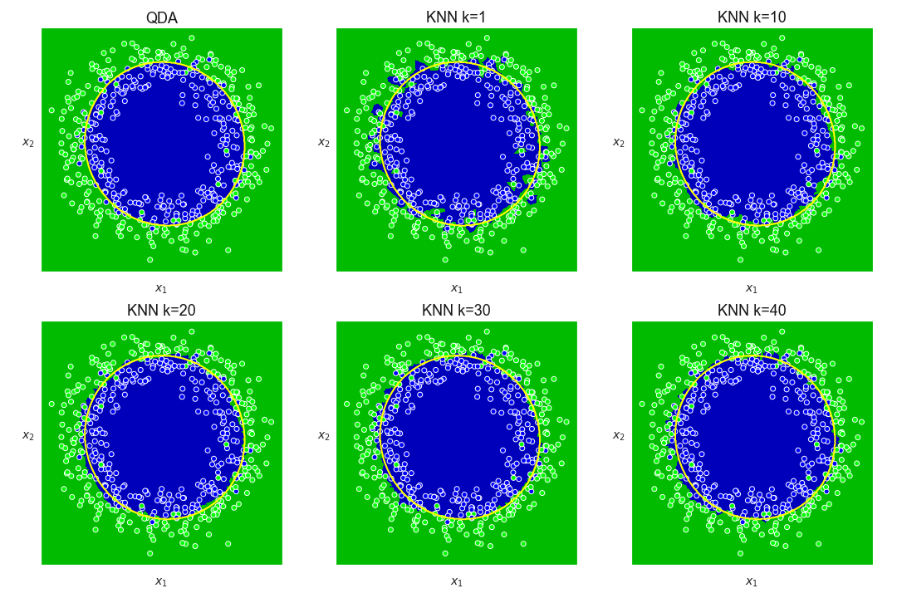 QDA
KNN k=1
KNN k=10
x₂
x₂
x₂
x₁
x₁
x₁
KNN k=20
KNN k=30
KNN k=40
x₂
x₂
x₂
x₁
x₁
x₁